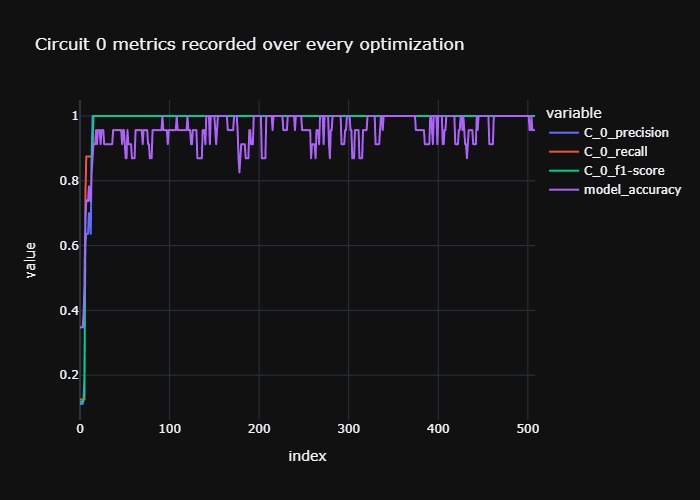 Circuit 0 metrics recorded over every optimization
variable
C_0_precision
C_0_recall
C_0_f1-score
model_accuracy
value
1
0.8
0.6
0.4
0.2
0 100 200 300 400 500
index